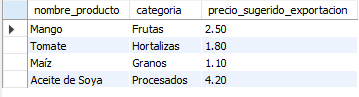 nombre_producto categoria precio_sugerido_exportacion
Mango Frutas 2.50
Tomate Hortalizas 1.80
Maíz Granos 1.10
Aceite de Soya Procesados 4.20